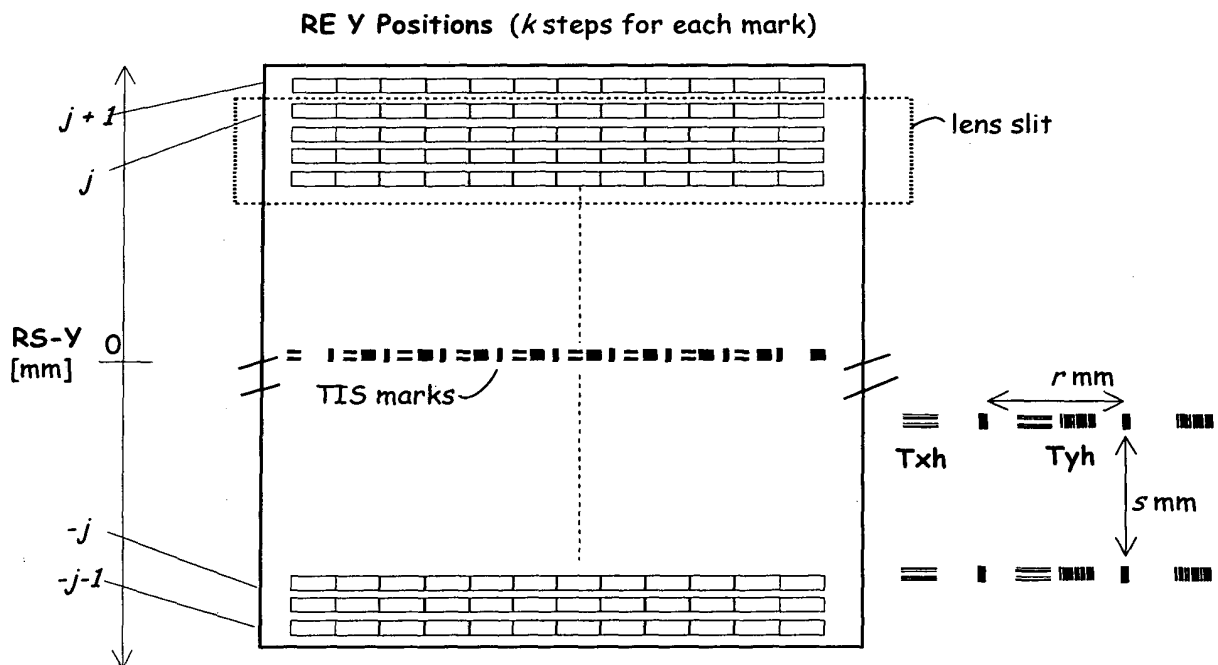 RE Y Positions (k steps for each mark)
j + 1
j
lens slit
RS-Y 0
[mm]
TIS marks
r mm
Txh Tyh
s mm
-j
-j-1